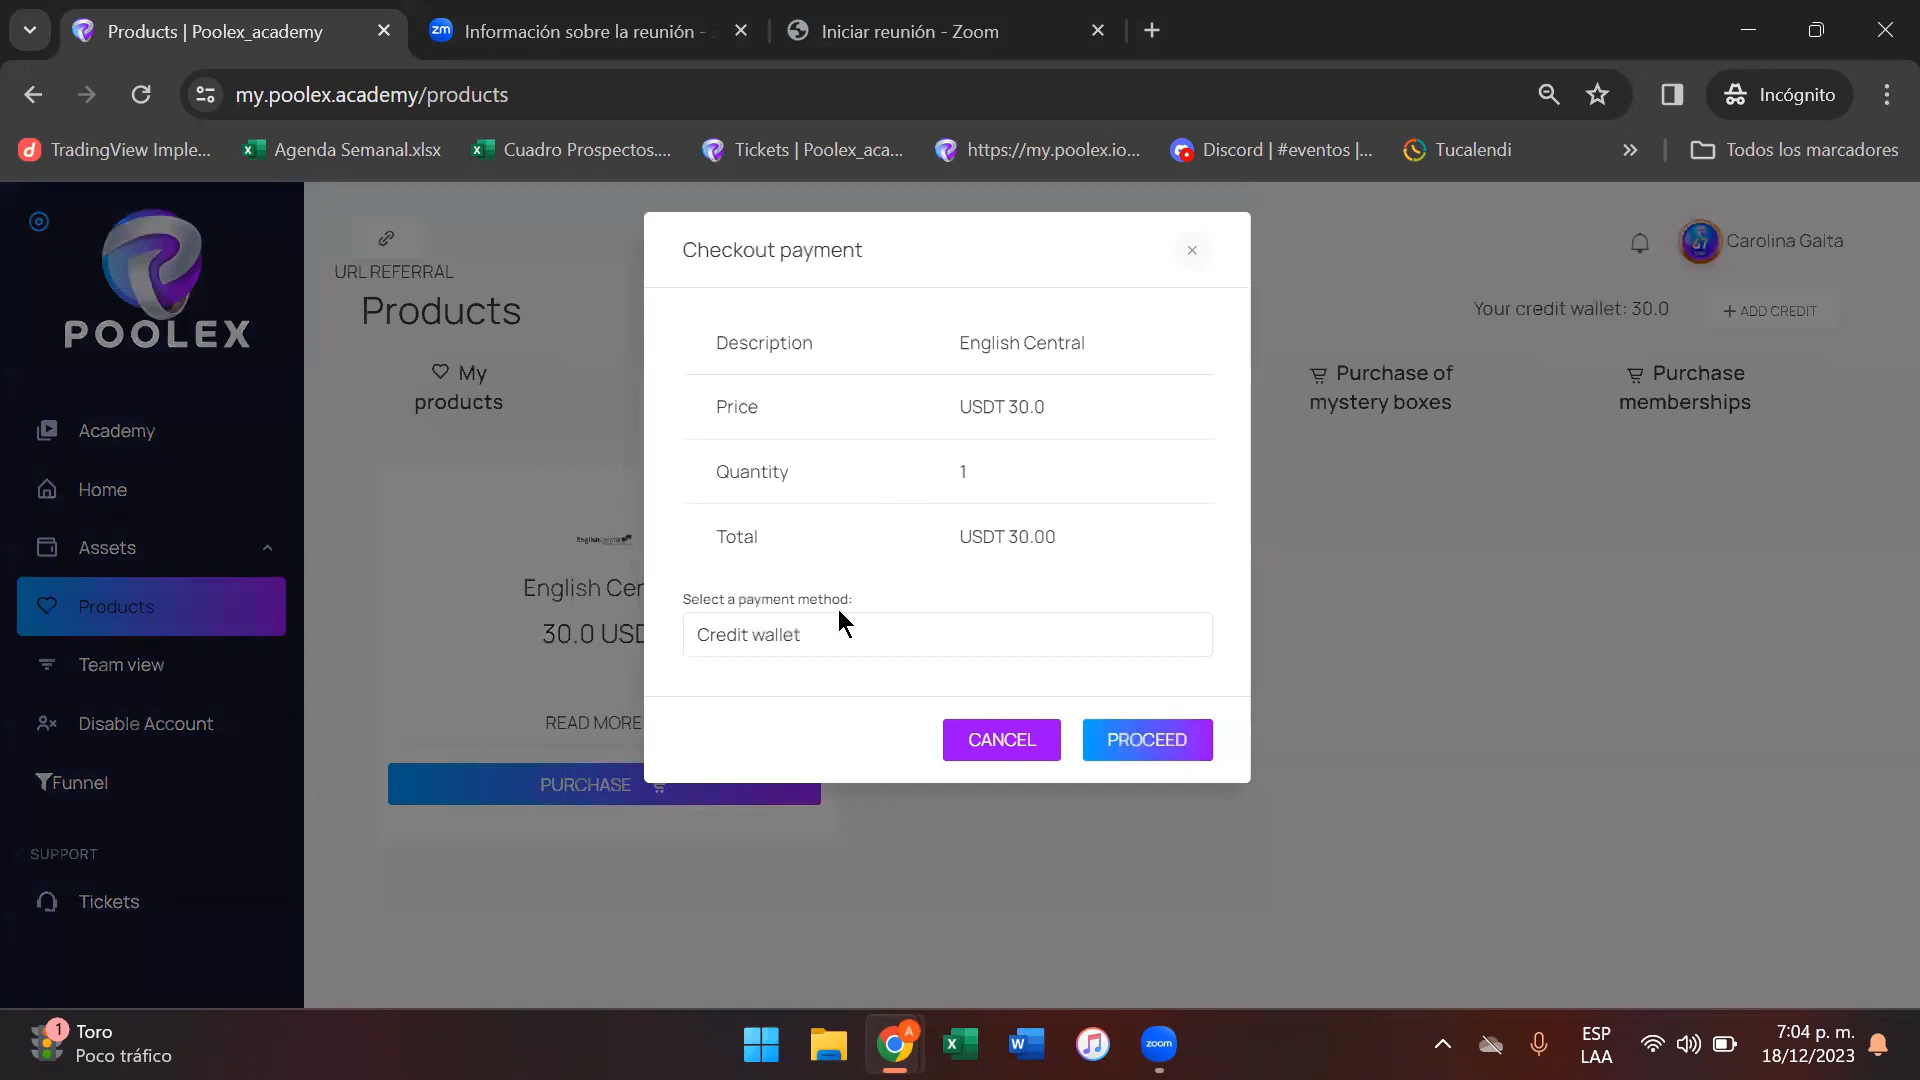 Products | Poolex_academy
zm
Información sobre la reunión -
Iniciar reunión - Zoom
my.poolex.academy/products
Incógnito
TradingView Imple...
Agenda Semanal.xlsx
Cuadro Prospectos....
Tickets | Poolex_aca...
https://my.poolex.io...
Discord | #eventos |...
Tucalendi
Todos los marcadores
POOLEX
Academy
Home
Assets
Products
Team view
Disable Account
Funnel
SUPPORT
Tickets
URL REFERRAL
Products
Carolina Gaita
Your credit wallet: 30.0
+ ADD CREDIT
My
products
Purchase of
mystery boxes
Purchase
memberships
English Cen
30.0 USD
READ MORE
PURCHASE
Checkout payment
Description English Central
Price USDT 30.0
Quantity 1
Total USDT 30.00
Select a payment method:
Credit wallet
CANCEL
PROCEED
1
Toro
Poco tráfico
A
zoom
ESP
LAA
7:04 p. m.
18/12/2023